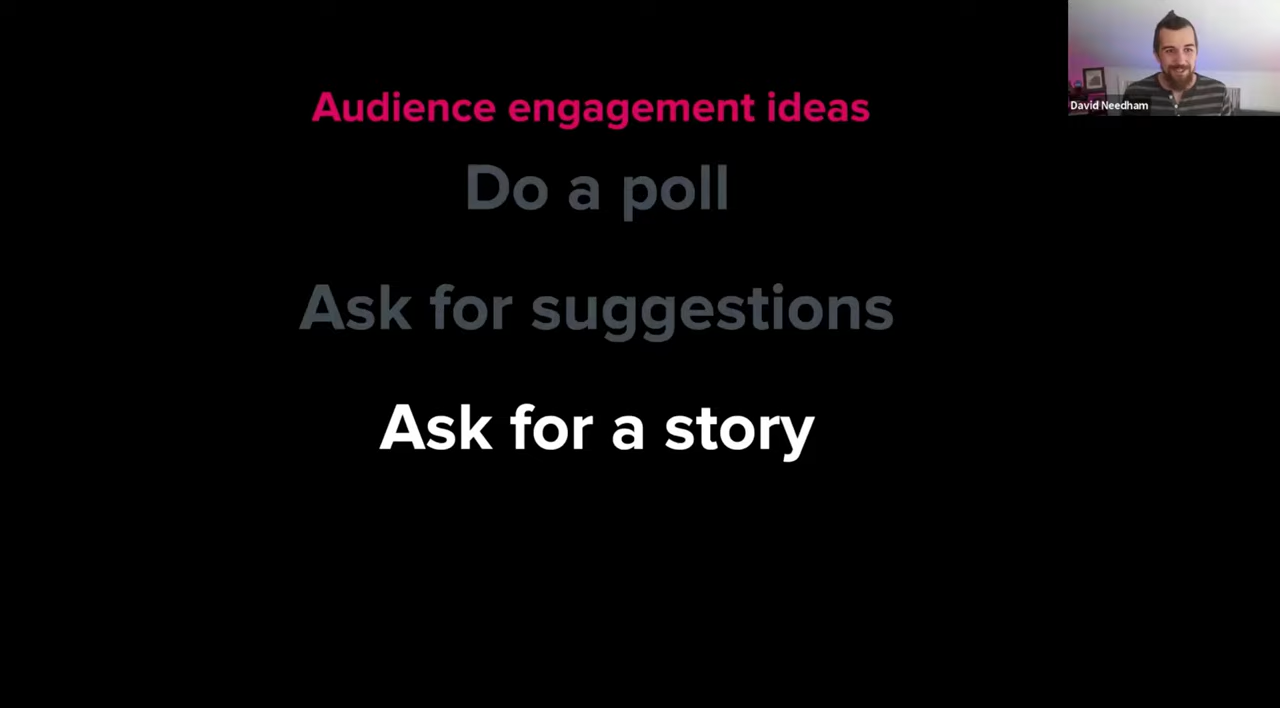 Audience engagement ideas
Do a poll
Ask for suggestions
Ask for a story
David Needham